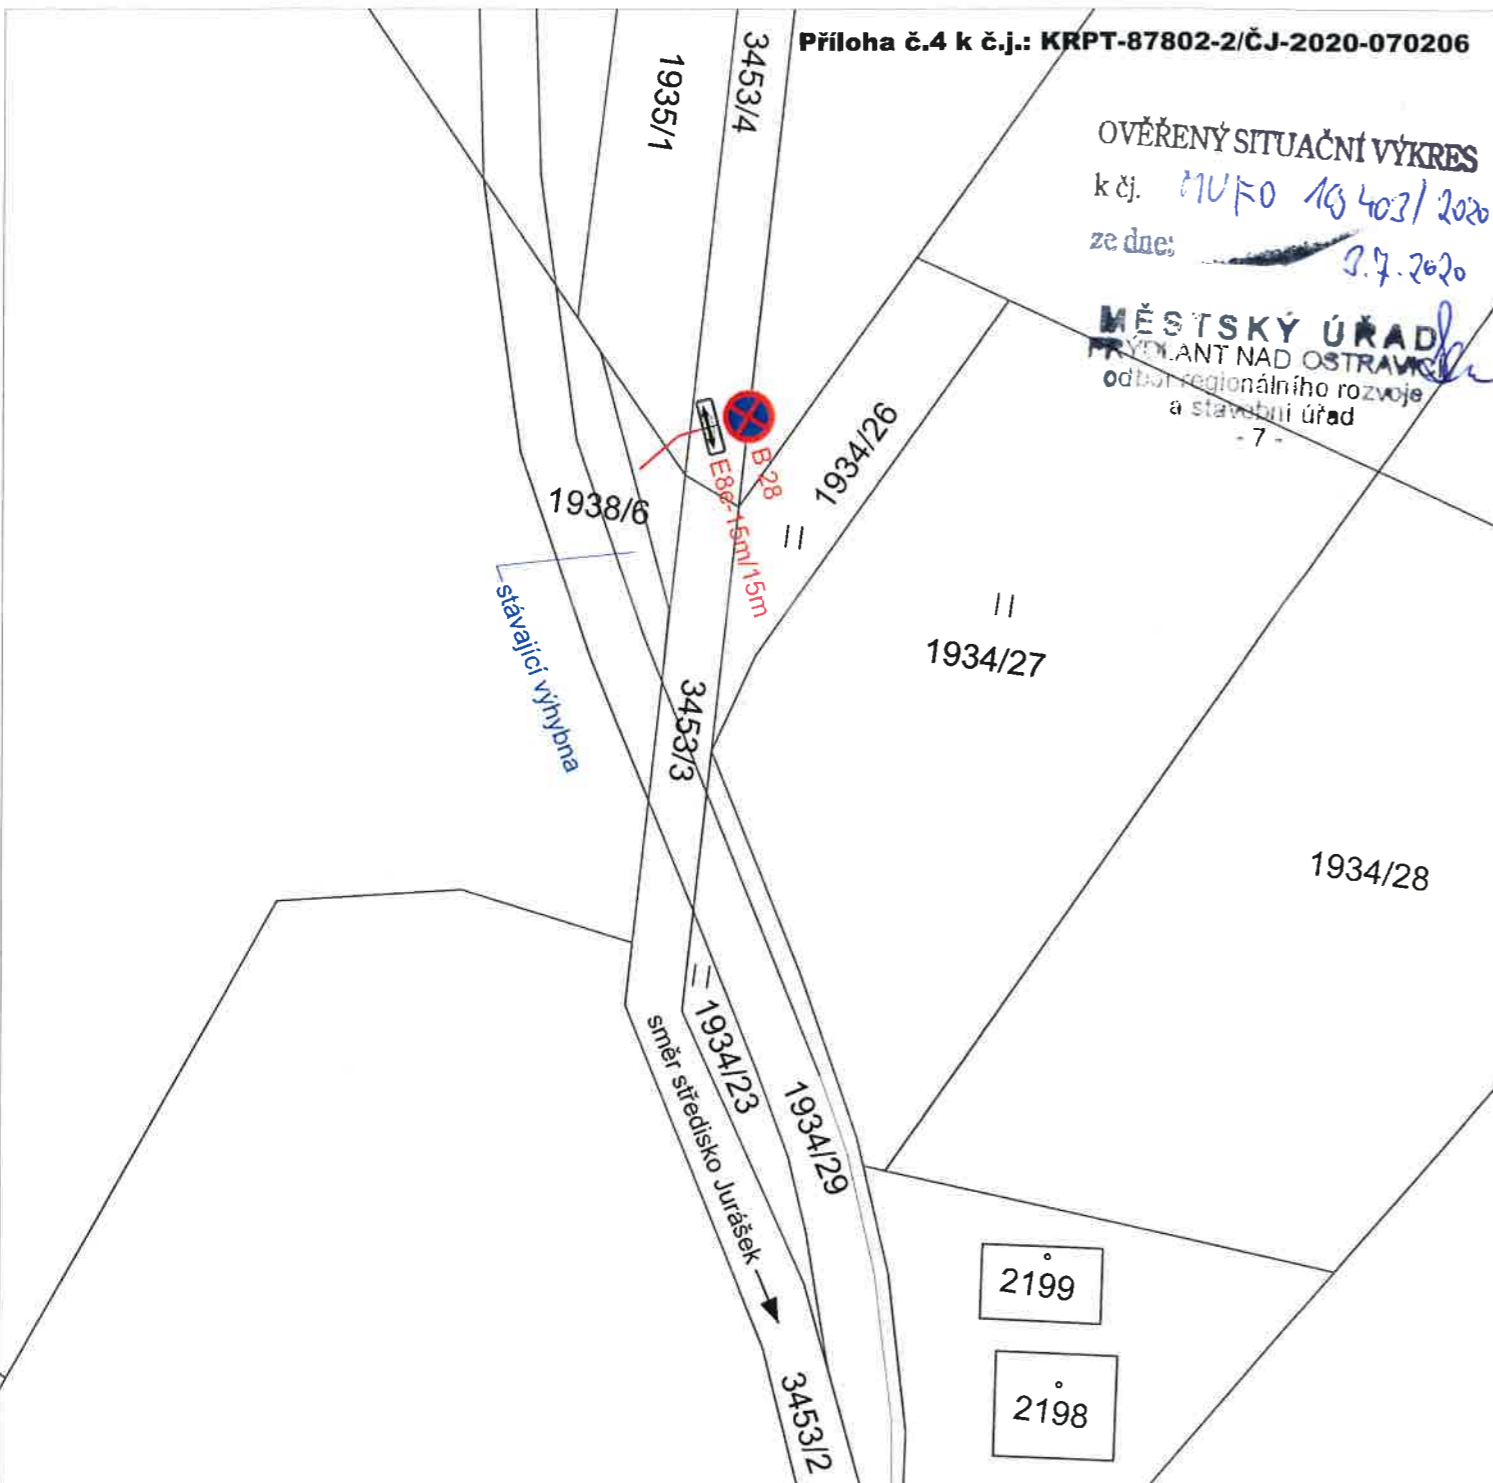 Příloha č.4 k č.j.: KRPT-87802-2/ČJ-2020-070206
OVĚŘENÝ SITUAČNÍ VÝKRES
k čj. MUFO 403/2020
ze dne: 3.7.2020
MĚSTSKÝ ÚŘAD
FRÝDLANT NAD OSTRAVICÍ
odbor regionálního rozvoje
a stavební úřad
- 7 -
1935/1
3453/4
B 28
E8e-15m/15m
1934/26
1938/6
stávající výhybna
1934/27
3453/3
1934/28
1934/23
směr středisko Jurášek
1934/29
2199
2198
3453/2